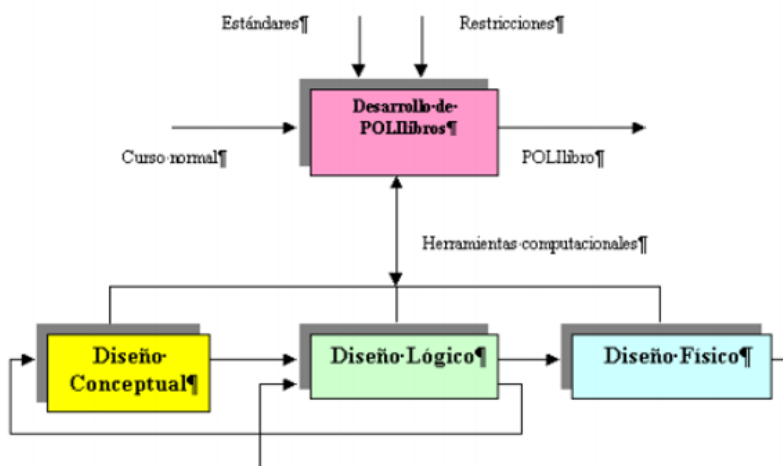 Estándares¶
Restricciones¶
Desarrollo·de·
POLIlibros¶
Curso·normal¶
POLIlibro¶
Herramientas·computacionales¶
Diseño·
Conceptual¶
Diseño·Lógico¶
Diseño·Físico¶